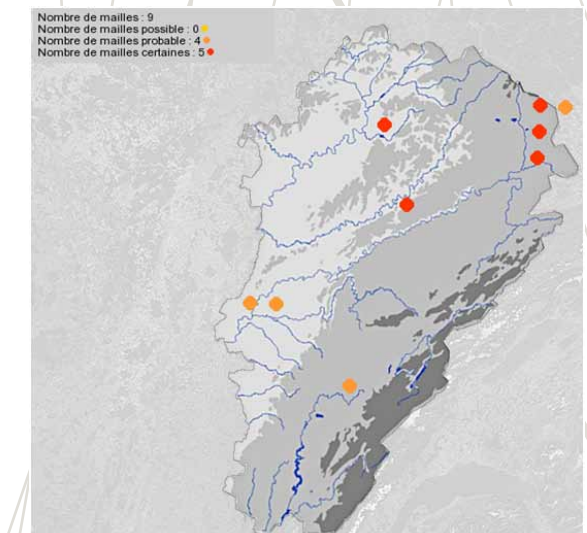 Nombre de mailles : 9
Nombre de mailles possible : 0
Nombre de mailles probable : 4
Nombre de mailles certaines : 5